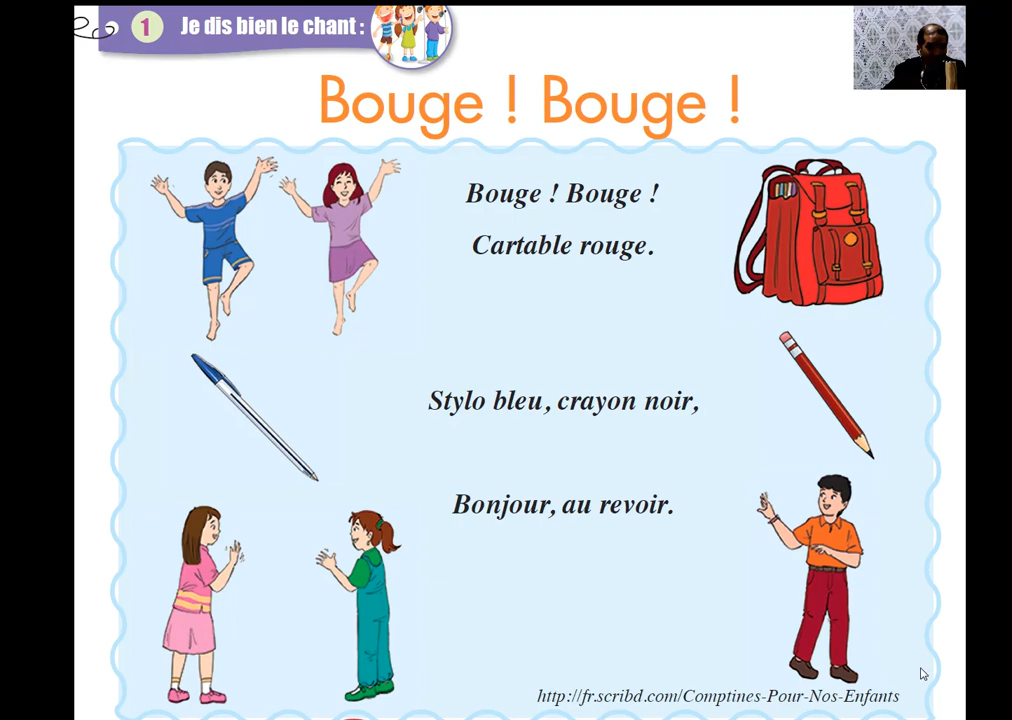 1 Je dis bien le chant :
Bouge ! Bouge !
Bouge ! Bouge !
Cartable rouge.
Stylo bleu, crayon noir,
Bonjour, au revoir.
http://fr.scribd.com/Comptines-Pour-Nos-Enfants